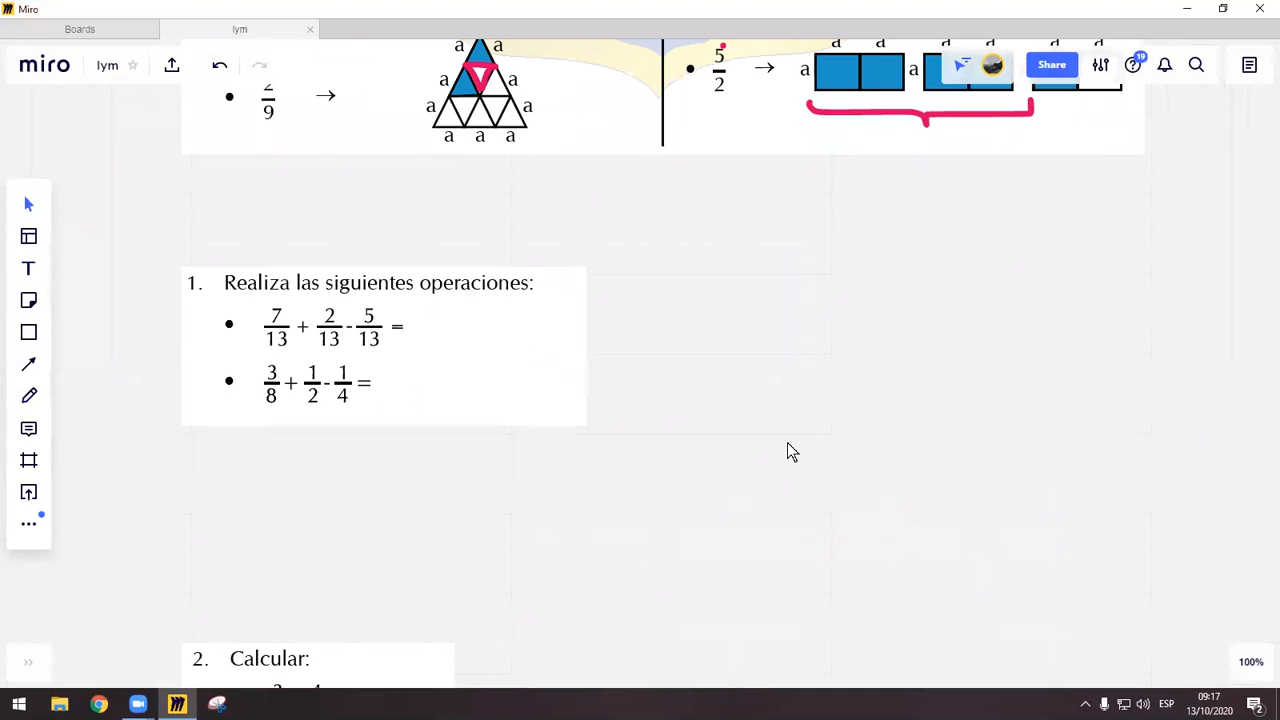 Miro
Boards
lym
miro
lym
Share
19
a a
a a
a a
a a a
9
5
2
→
a a
a a
→
1. Realiza las siguientes operaciones:
• 7/13 + 2/13 - 5/13 =
• 3/8 + 1/2 - 1/4 =
2. Calcular:
100%
ESP
09:17
13/10/2020
2